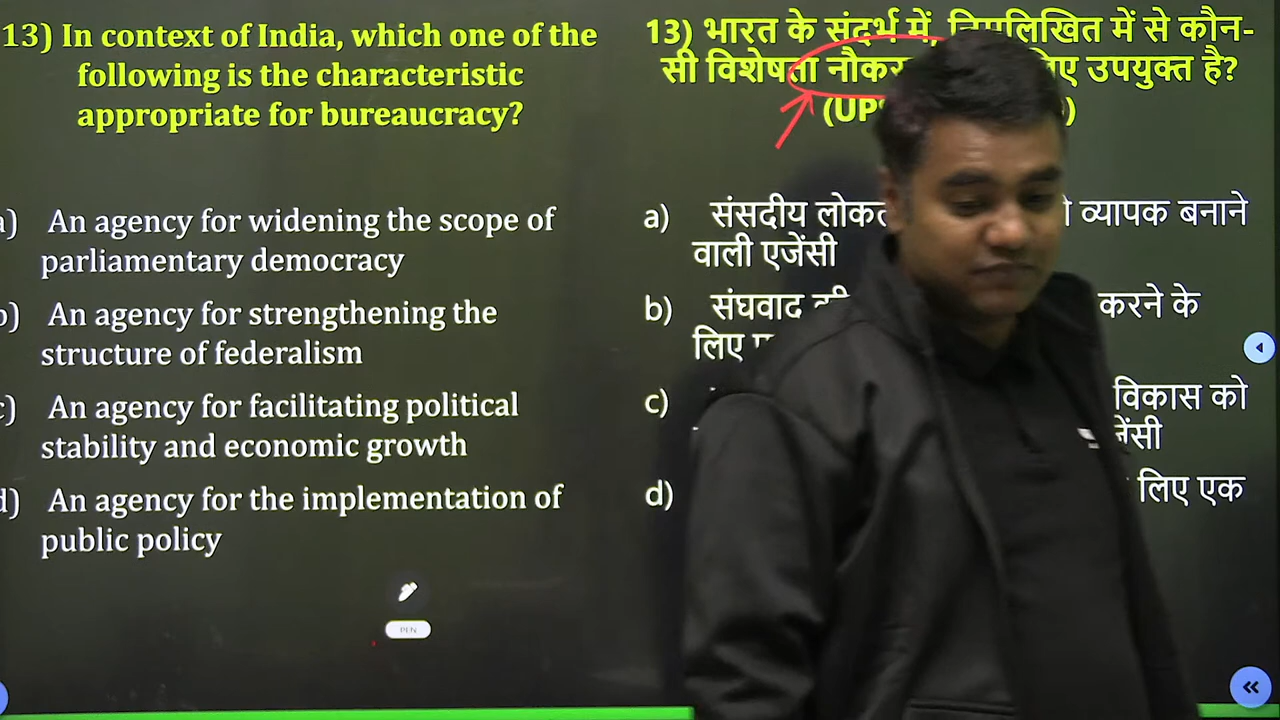 13) In context of India, which one of the
following is the characteristic
appropriate for bureaucracy?
a) An agency for widening the scope of
parliamentary democracy
b) An agency for strengthening the
structure of federalism
c) An agency for facilitating political
stability and economic growth
d) An agency for the implementation of
public policy
PEN
13) भारत के संदर्भ में, निम्नलिखित में से कौन-
सी विशेषता उपयुक्त है?
a) संसदीय व्यापक बनाने
वाली एजेंसी
b) संघवाद करने के
लिए
c) विकास को
d) लिए एक